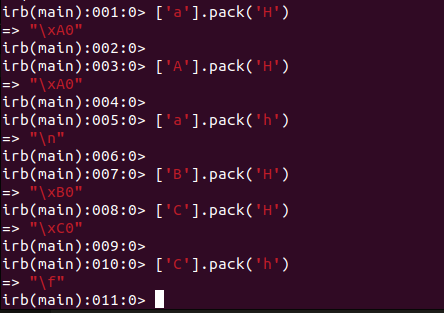 irb(main):001:0> ['a'].pack('H')
=> "\xA0"
irb(main):002:0>
irb(main):003:0> ['A'].pack('H')
=> "\xA0"
irb(main):004:0>
irb(main):005:0> ['a'].pack('h')
=> "\n"
irb(main):006:0>
irb(main):007:0> ['B'].pack('H')
=> "\xB0"
irb(main):008:0> ['C'].pack('H')
=> "\xC0"
irb(main):009:0>
irb(main):010:0> ['C'].pack('h')
=> "\f"
irb(main):011:0>